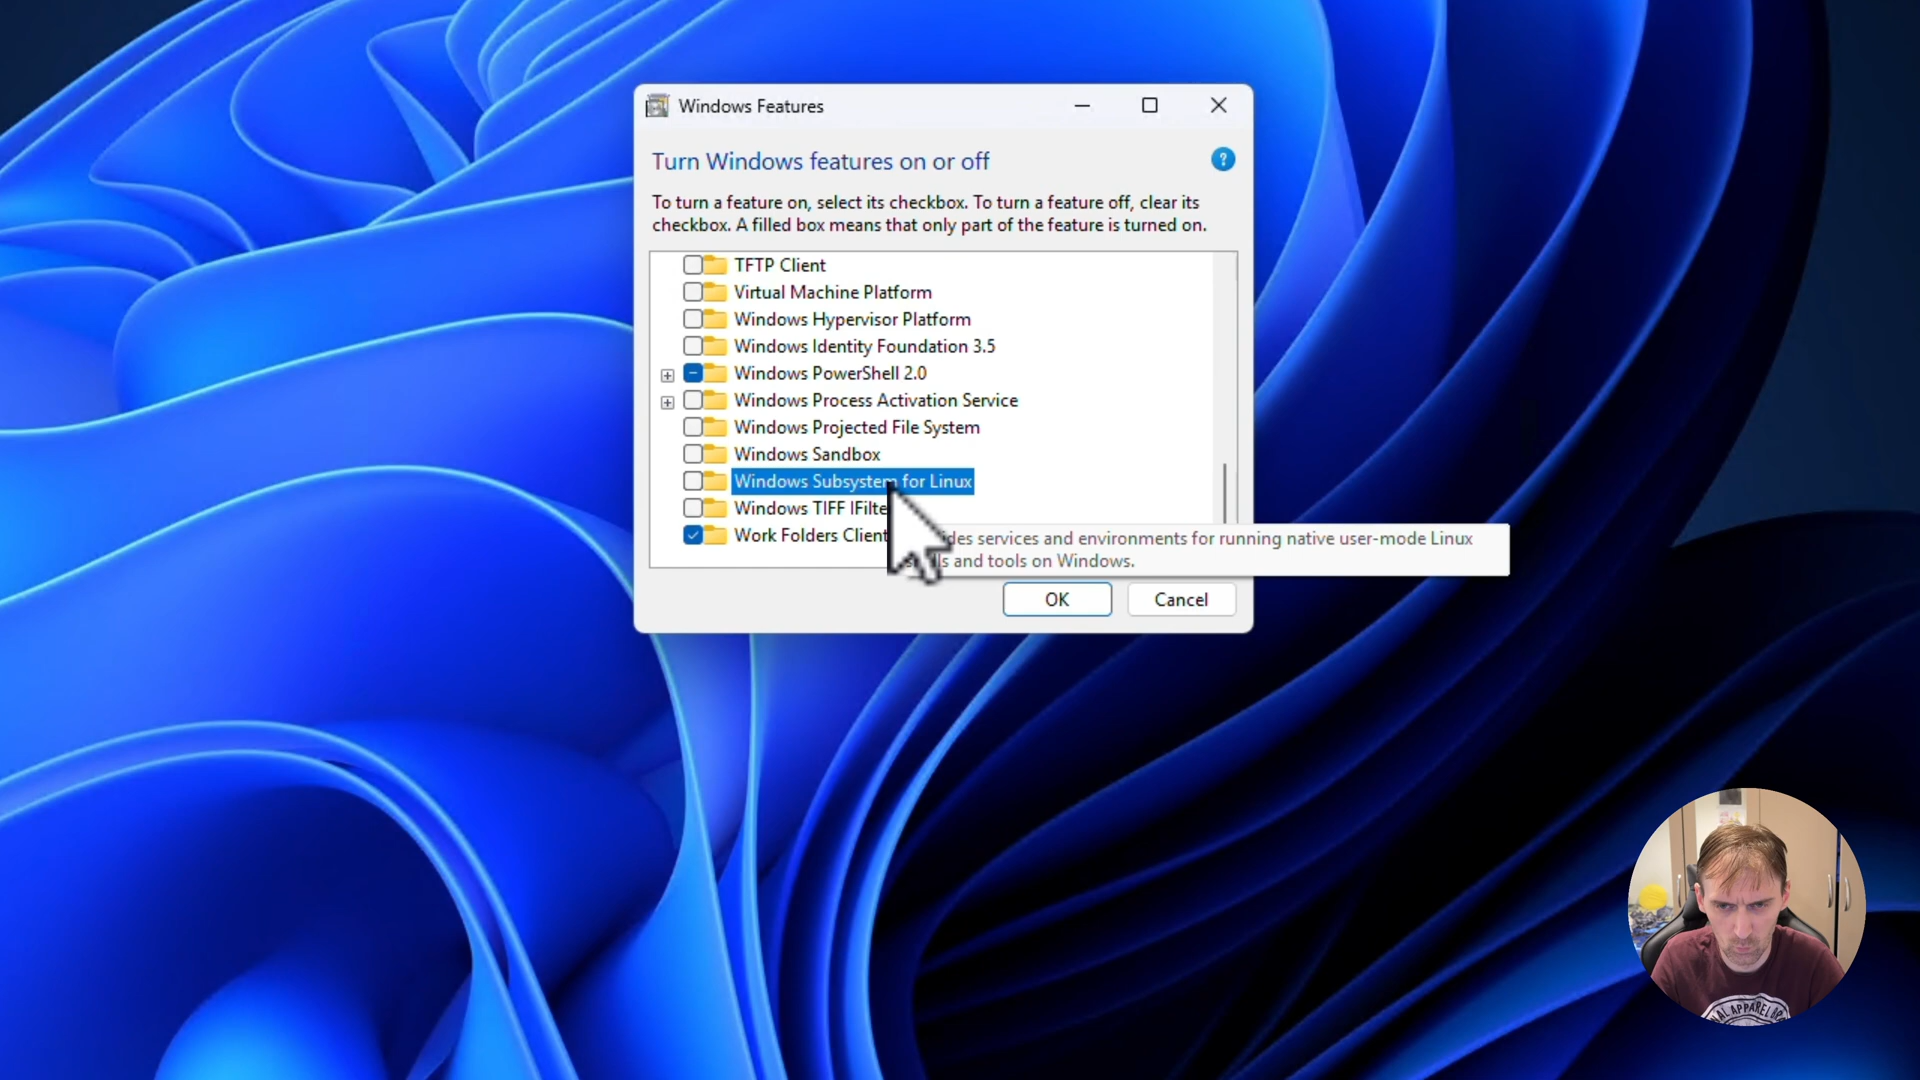 Windows Features
Turn Windows features on or off
?
To turn a feature on, select its checkbox. To turn a feature off, clear its
checkbox. A filled box means that only part of the feature is turned on.
TFTP Client
Virtual Machine Platform
Windows Hypervisor Platform
Windows Identity Foundation 3.5
Windows PowerShell 2.0
Windows Process Activation Service
Windows Projected File System
Windows Sandbox
Windows Subsystem for Linux
Windows TIFF IFilte
Work Folders Client
services and environments for running native user-mode Linux
and tools on Windows.
OK
Cancel
APPAREL